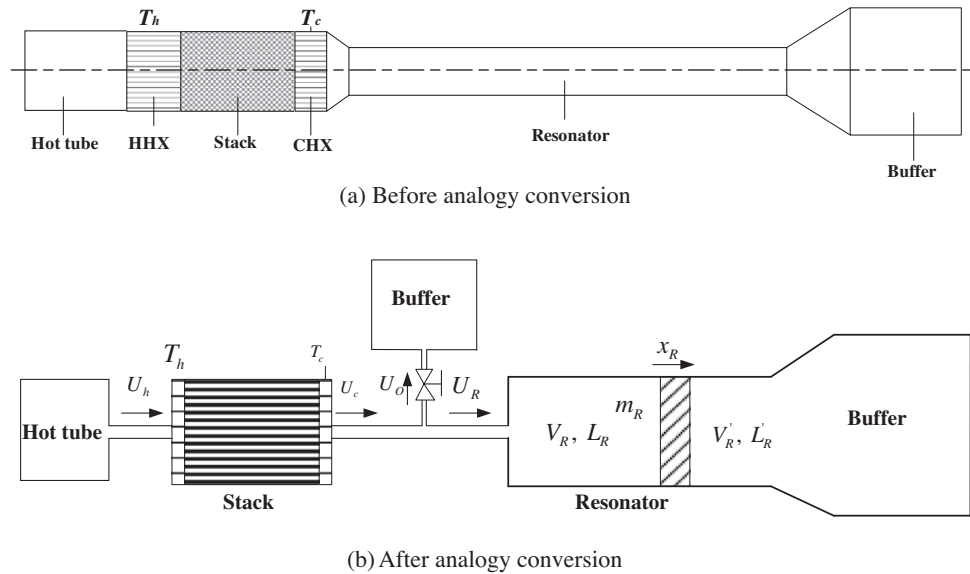 T_h T_c
Hot tube HHX Stack CHX Resonator Buffer
(a) Before analogy conversion
Buffer
T_h T_c x_R
U_h U_c U_O U_R
Hot tube m_R Buffer
V_R, L_R V_R', L_R'
Stack Resonator
(b) After analogy conversion